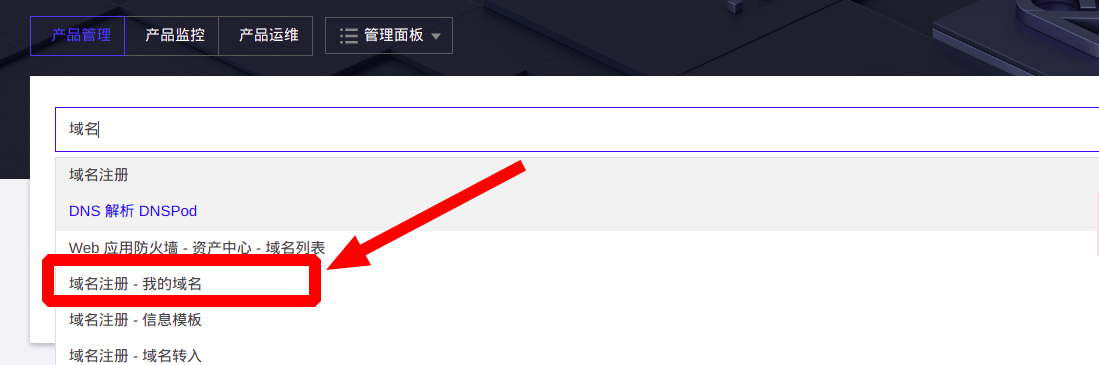 产品管理 产品监控 产品运维 管理面板
域名
域名注册
DNS 解析 DNSPod
Web 应用防火墙 - 资产中心 - 域名列表
域名注册 - 我的域名
域名注册 - 信息模板
域名注册 - 域名转入